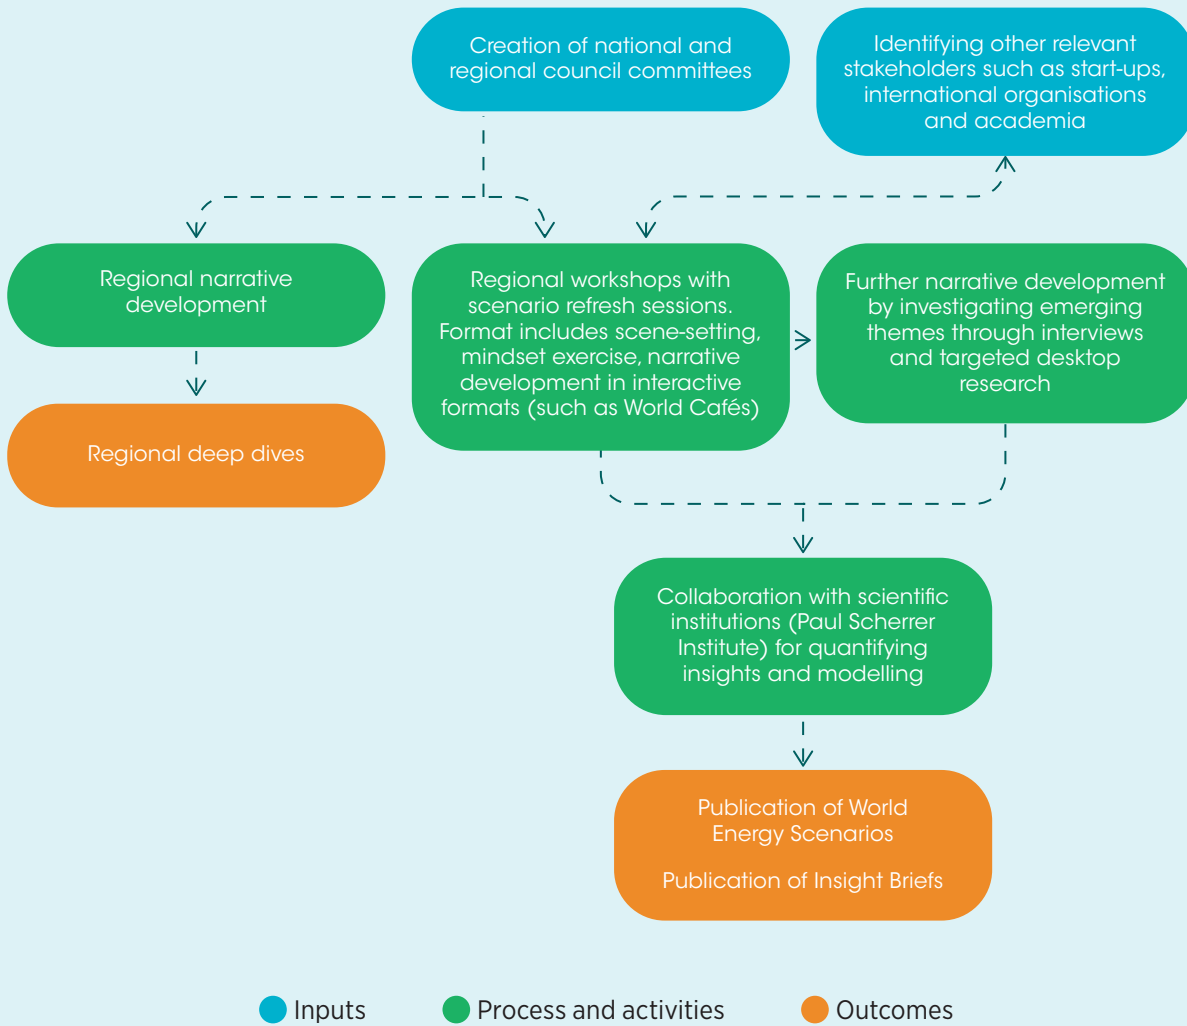 Creation of national and
regional council committees
Identifying other relevant
stakeholders such as start-ups,
international organisations
and academia
Regional narrative
development
Regional workshops with
scenario refresh sessions.
Format includes scene-setting,
mindset exercise, narrative
development in interactive
formats (such as World Cafés)
Further narrative development
by investigating emerging
themes through interviews
and targeted desktop
research
Regional deep dives
Collaboration with scientific
institutions (Paul Scherrer
Institute) for quantifying
insights and modelling
Publication of World
Energy Scenarios
Publication of Insight Briefs
Inputs
Process and activities
Outcomes